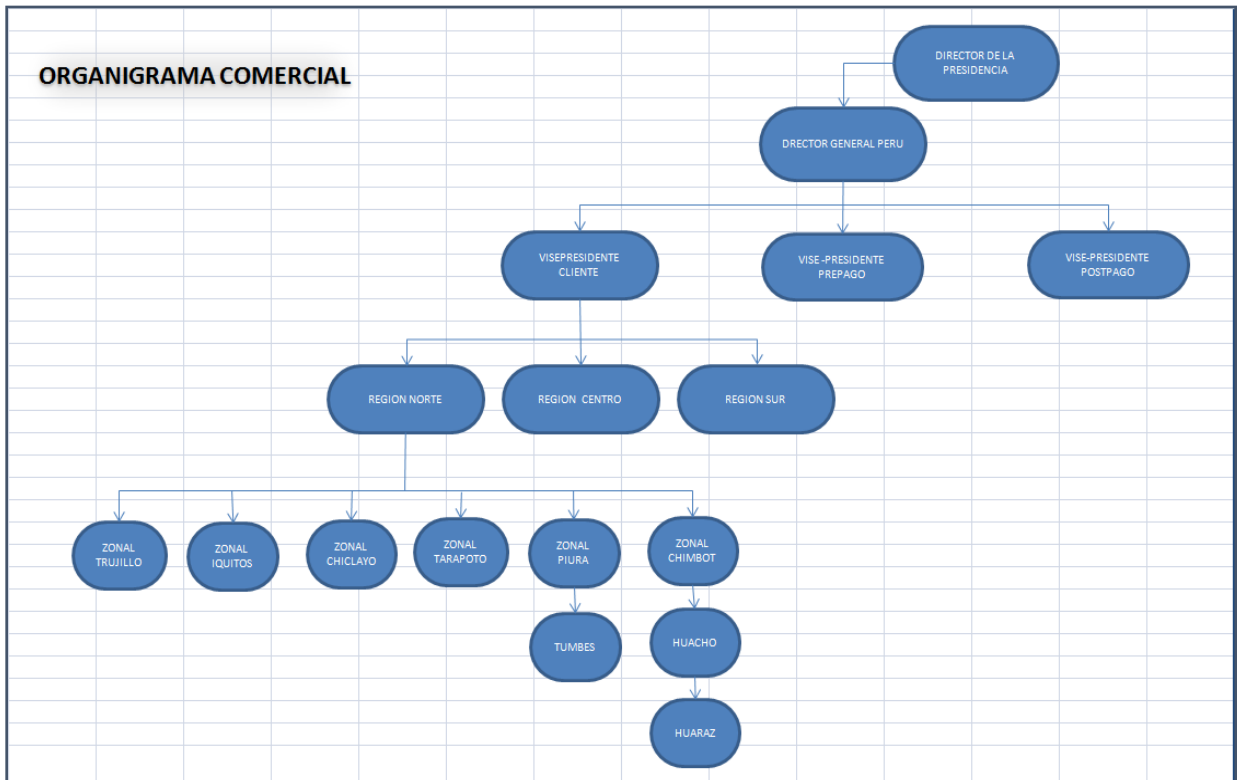 ORGANIGRAMA COMERCIAL
DIRECTOR DE LA
PRESIDENCIA
DRECTOR GENERAL PERU
VISEPRESIDENTE
CLIENTE
VISE -PRESIDENTE
PREPAGO
VISE-PRESIDENTE
POSTPAGO
REGION NORTE
REGION CENTRO
REGION SUR
ZONAL
TRUJILLO
ZONAL
IQUITOS
ZONAL
CHICLAYO
ZONAL
TARAPOTO
ZONAL
PIURA
ZONAL
CHIMBOT
TUMBES
HUACHO
HUARAZ